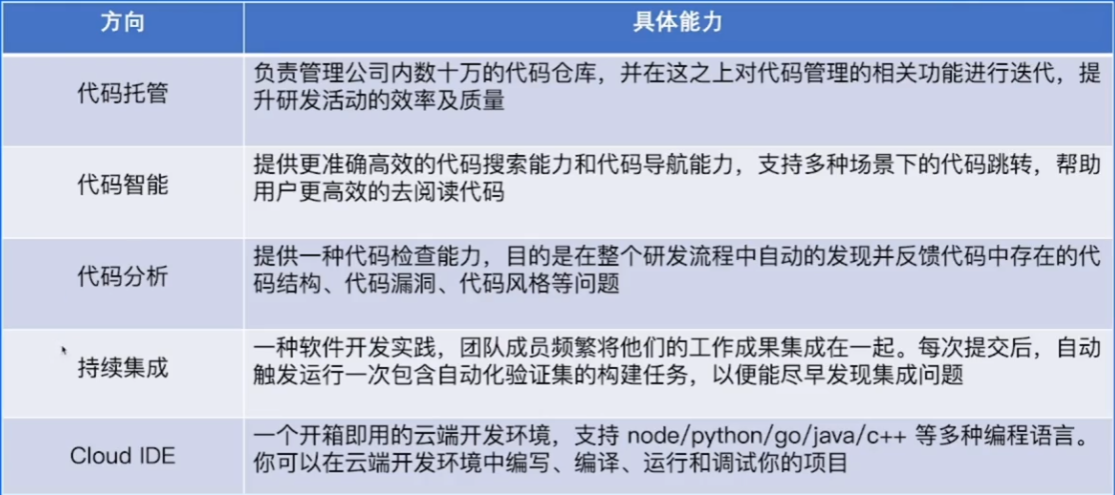 方向
具体能力
代码托管
负责管理公司内数十万的代码仓库，并在这之上对代码管理的相关功能进行迭代，提
升研发活动的效率及质量
代码智能
提供更准确高效的代码搜索能力和代码导航能力，支持多种场景下的代码跳转，帮助
用户更高效的去阅读代码
代码分析
提供一种代码检查能力，目的是在整个研发流程中自动的发现并反馈代码中存在的代
码结构、代码漏洞、代码风格等问题
持续集成
一种软件开发实践，团队成员频繁将他们的工作成果集成在一起。每次提交后，自动
触发运行一次包含自动化验证集的构建任务，以便能尽早发现集成问题
Cloud IDE
一个开箱即用的云端开发环境，支持 node/python/go/java/c++ 等多种编程语言。
你可以在云端开发环境中编写、编译、运行和调试你的项目